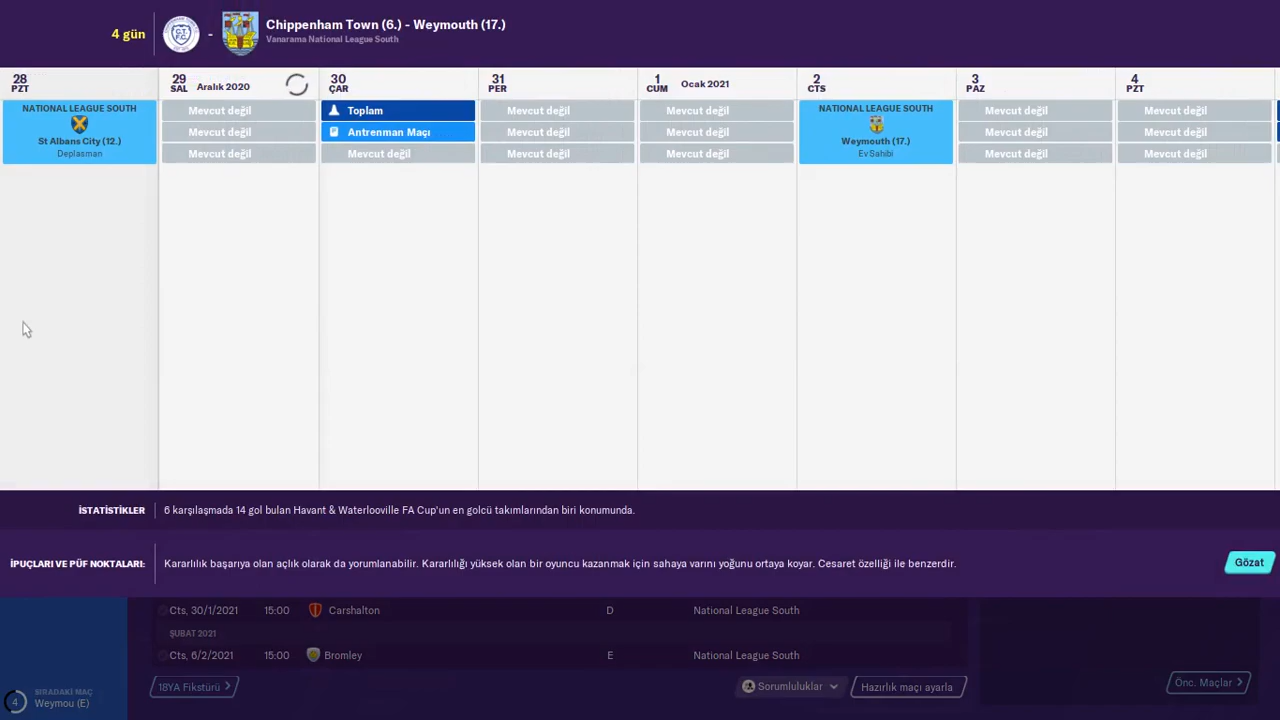 4 gün
Chippenham Town (6.) - Weymouth (17.)
Vanarama National League South
28 PZT
29 SAL Aralık 2020
30 ÇAR
31 PER
1 CUM Ocak 2021
2 CTS
3 PAZ
4 PZT
NATIONAL LEAGUE SOUTH
St Albans City (12.)
Deplasman
Mevcut değil
Mevcut değil
Mevcut değil
Toplam
Antrenman Maçı
Mevcut değil
Mevcut değil
Mevcut değil
Mevcut değil
Mevcut değil
Mevcut değil
Mevcut değil
NATIONAL LEAGUE SOUTH
Weymouth (17.)
Ev Sahibi
Mevcut değil
Mevcut değil
Mevcut değil
Mevcut değil
Mevcut değil
Mevcut değil
İSTATİSTİKLER
6 karşılaşmada 14 gol bulan Havant & Waterlooville FA Cup'un en golcü takımlarından biri konumunda.
İPUÇLARI VE PÜF NOKTALARI:
Kararlılık başarıya olan açlık olarak da yorumlanabilir. Kararlılığı yüksek olan bir oyuncu kazanmak için sahaya varını yoğunu ortaya koyar. Cesaret özelliği ile benzerdir.
Gözat
Cts, 30/1/2021 15:00 Carshalton D National League South
ŞUBAT 2021
Cts, 6/2/2021 15:00 Bromley E National League South
4
SIRADAKİ MAÇ
Weymou (E)
18YA Fikstürü
Sorumluluklar
Hazırlık maçı ayarla
Önc. Maçlar